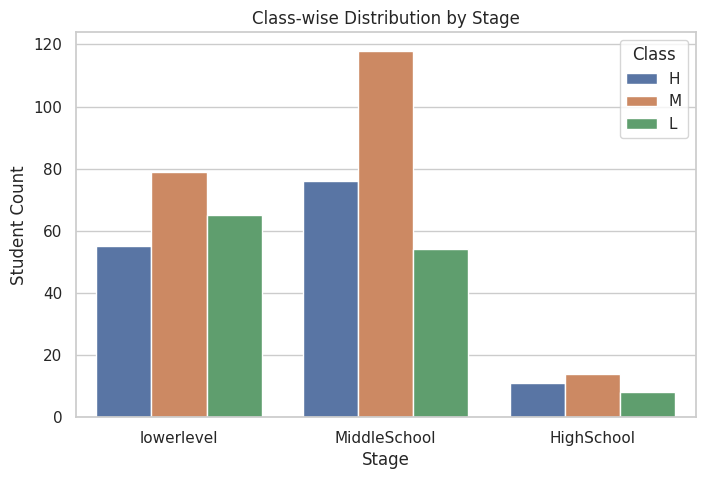 Class-wise Distribution by Stage
Student Count
120
100
80
60
40
20
0
Class
H
M
L
lowerlevel
MiddleSchool
HighSchool
Stage